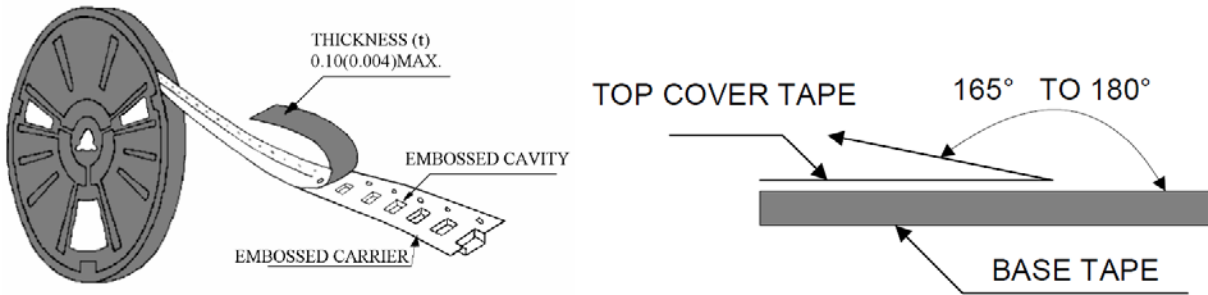 THICKNESS (t)
0.10(0.004)MAX.
EMBOSSED CAVITY
EMBOSSED CARRIER
TOP COVER TAPE
165° TO 180°
BASE TAPE